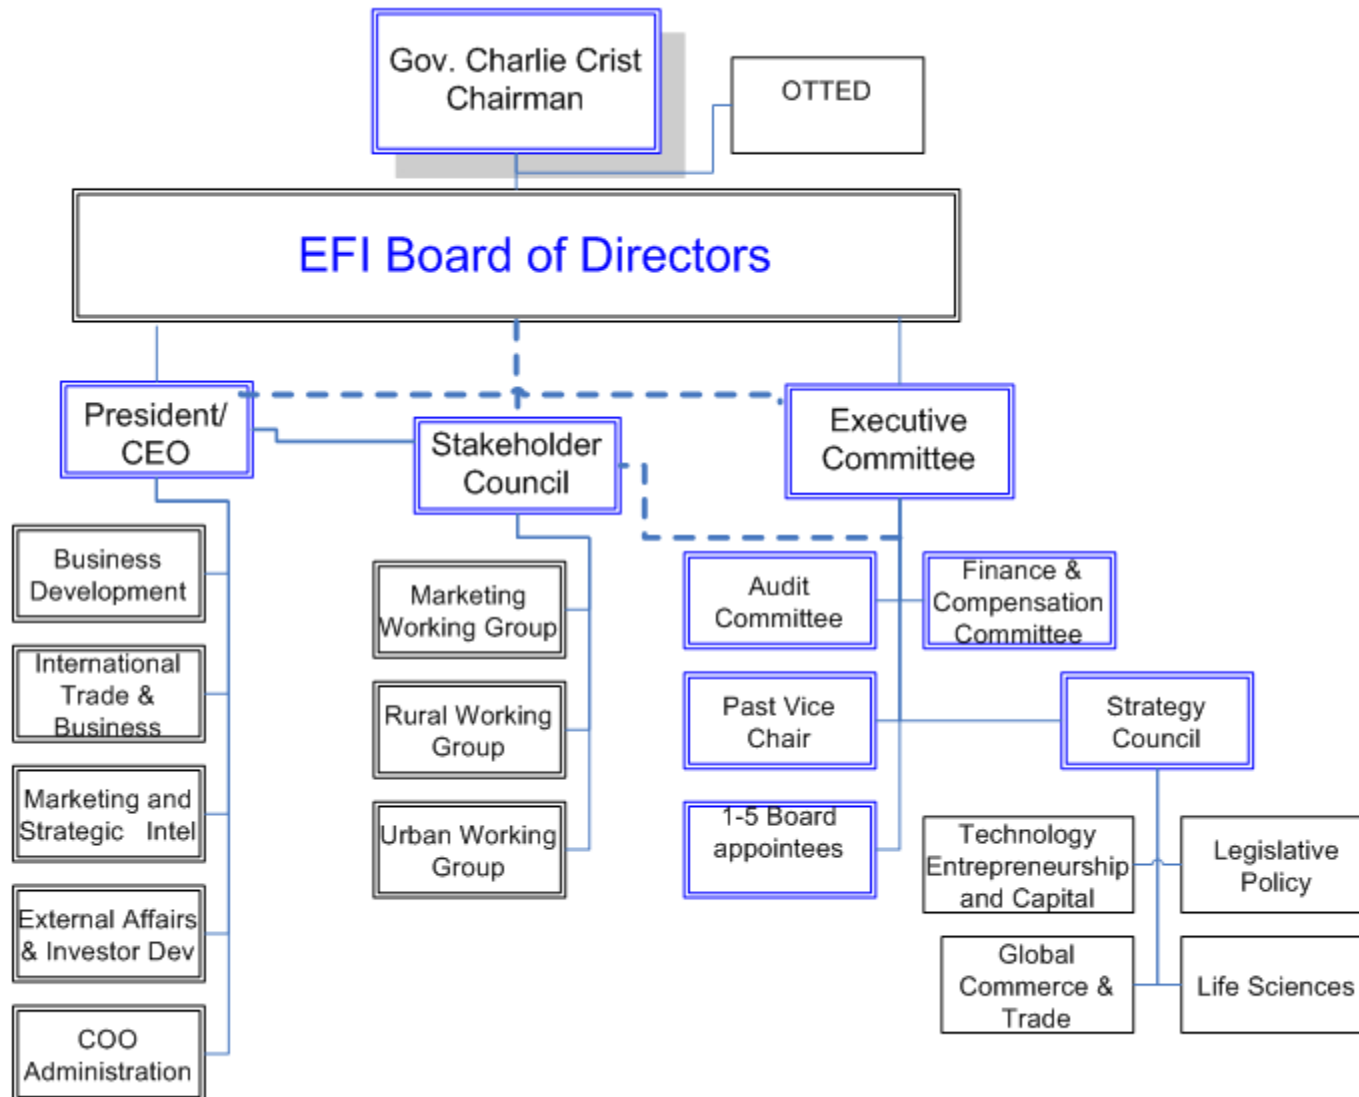 Gov. Charlie Crist
Chairman
OTTED
EFI Board of Directors
President/
CEO
Stakeholder
Council
Executive
Committee
Business
Development
International
Trade &
Business
Marketing and
Strategic Intel
External Affairs
& Investor Dev
COO
Administration
Marketing
Working Group
Rural Working
Group
Urban Working
Group
Audit
Committee
Finance &
Compensation
Committee
Past Vice
Chair
Strategy
Council
1-5 Board
appointees
Technology
Entrepreneurship
and Capital
Legislative
Policy
Global
Commerce &
Trade
Life Sciences